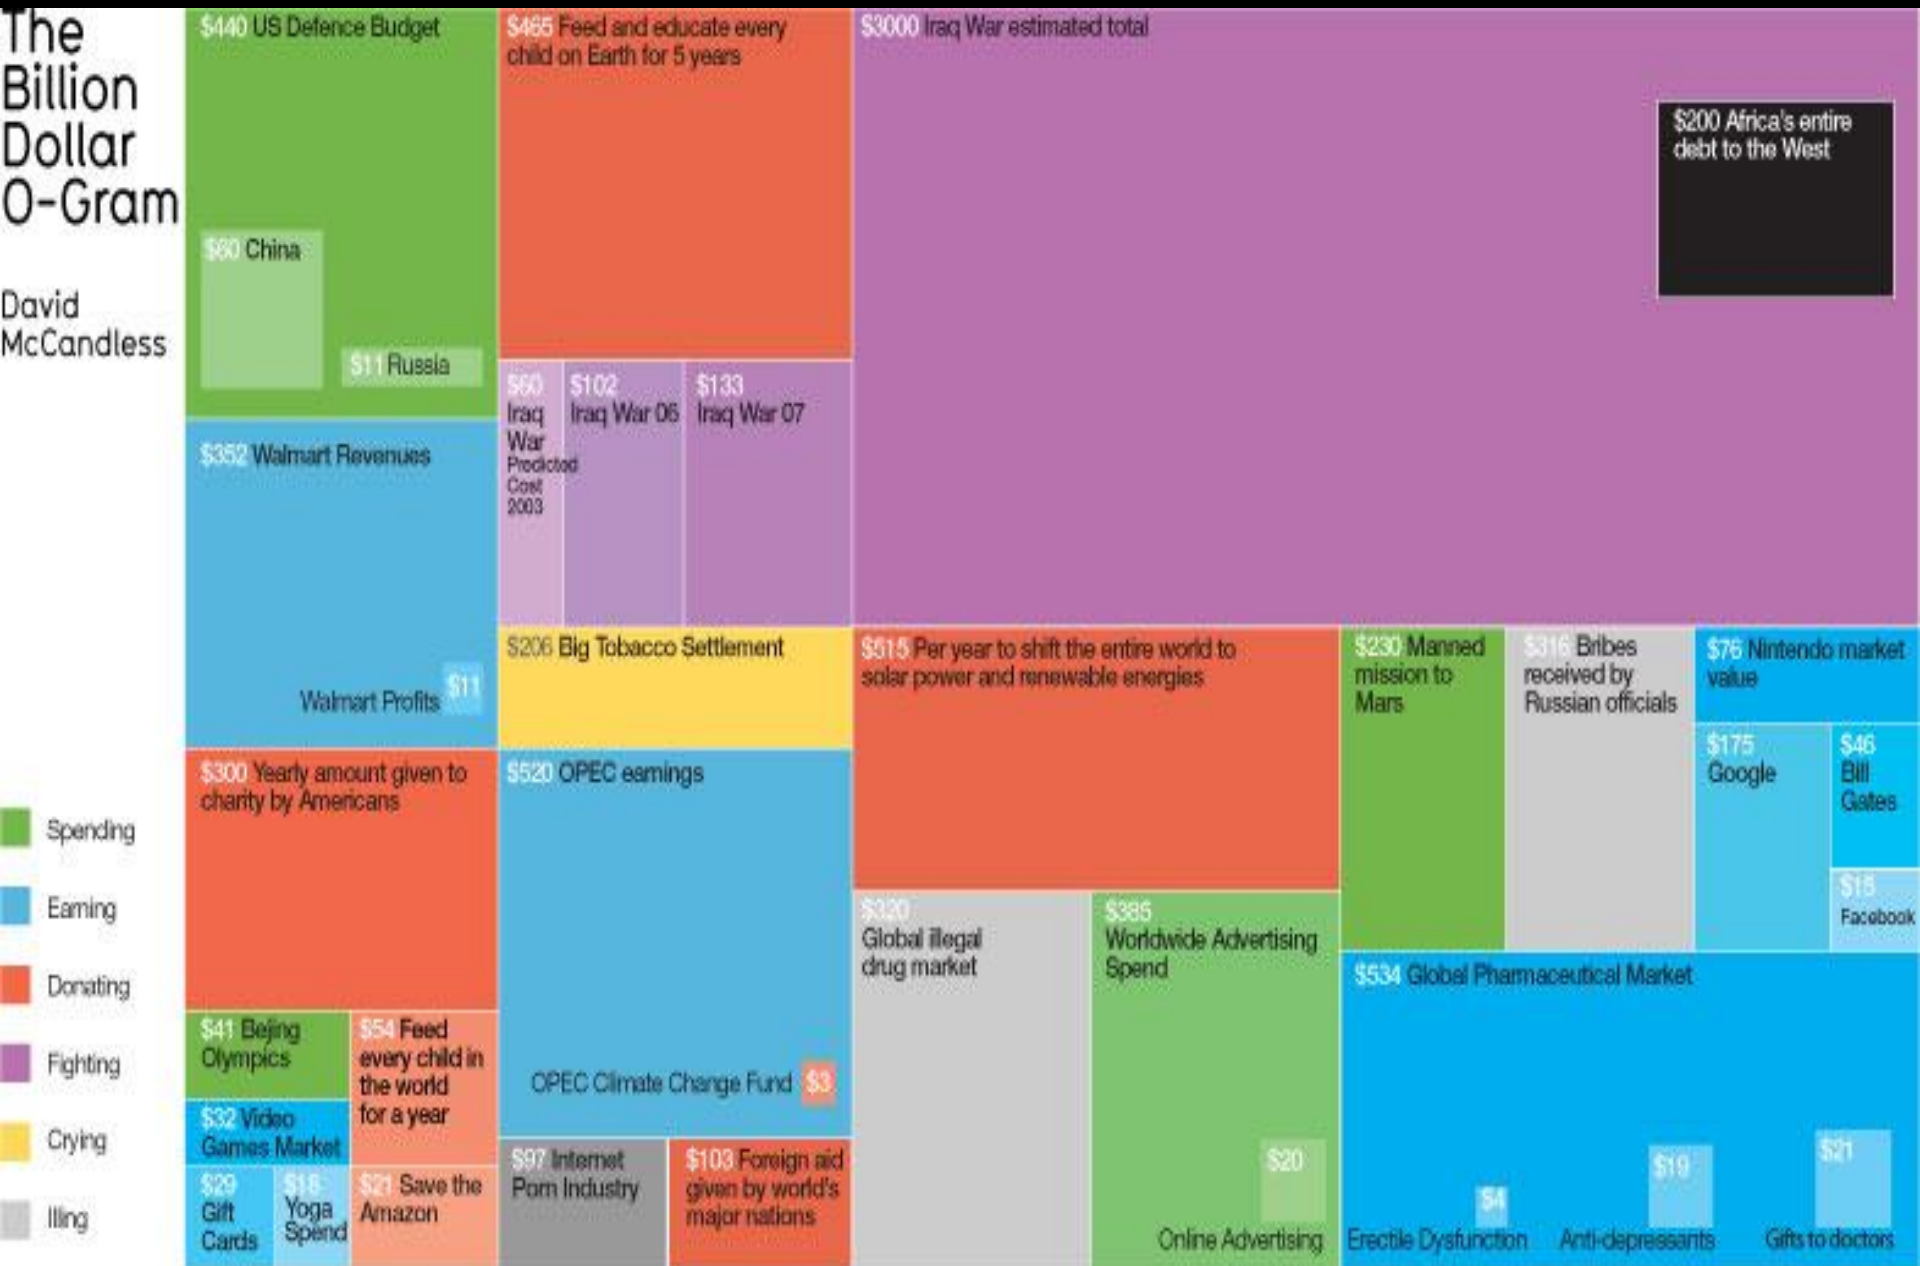 The
Billion
Dollar
O-Gram
David
McCandless
Spending
Earning
Donating
Fighting
Crying
Illing
$440 US Defence Budget
$60 China
$11 Russia
$352 Walmart Revenues
Walmart Profits $11
$300 Yearly amount given to
charity by Americans
$41 Bejing
Olympics
$32 Video
Games Market
$29
Gift
Cards
$18
Yoga
Spend
$54 Feed
every child in
the world
for a year
$21 Save the
Amazon
$465 Feed and educate every
child on Earth for 5 years
$60
Iraq
War
Predicted
Cost
2003
$102
Iraq War 06
$133
Iraq War 07
$206 Big Tobacco Settlement
$520 OPEC earnings
OPEC Climate Change Fund $3
$97 Internet
Porn Industry
$103 Foreign aid
given by world's
major nations
$3000 Iraq War estimated total
$200 Africa's entire
debt to the West
$515 Per year to shift the entire world to
solar power and renewable energies
$320
Global illegal
drug market
$385
Worldwide Advertising
Spend
$20
Online Advertising
$230 Manned
mission to
Mars
$316 Bribes
received by
Russian officials
$76 Nintendo market
value
$175
Google
$46
Bill
Gates
$15
Facebook
$534 Global Pharmaceutical Market
$4
Erectile Dysfunction
$19
Anti-depressants
$21
Gifts to doctors